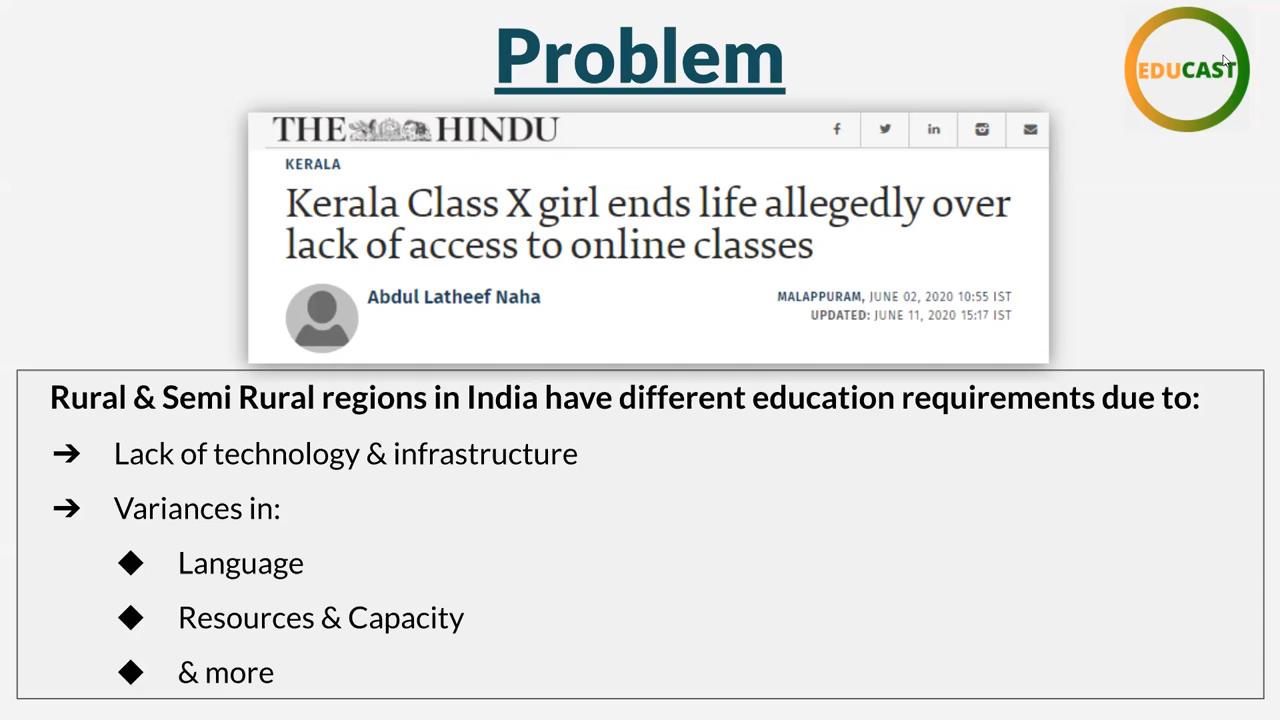 Problem
EDUCAST
THE HINDU
KERALA
Kerala Class X girl ends life allegedly over
lack of access to online classes
Abdul Latheef Naha
MALAPPURAM, JUNE 02, 2020 10:55 IST
UPDATED: JUNE 11, 2020 15:17 IST
Rural & Semi Rural regions in India have different education requirements due to:
➔ Lack of technology & infrastructure
➔ Variances in:
◆ Language
◆ Resources & Capacity
◆ & more